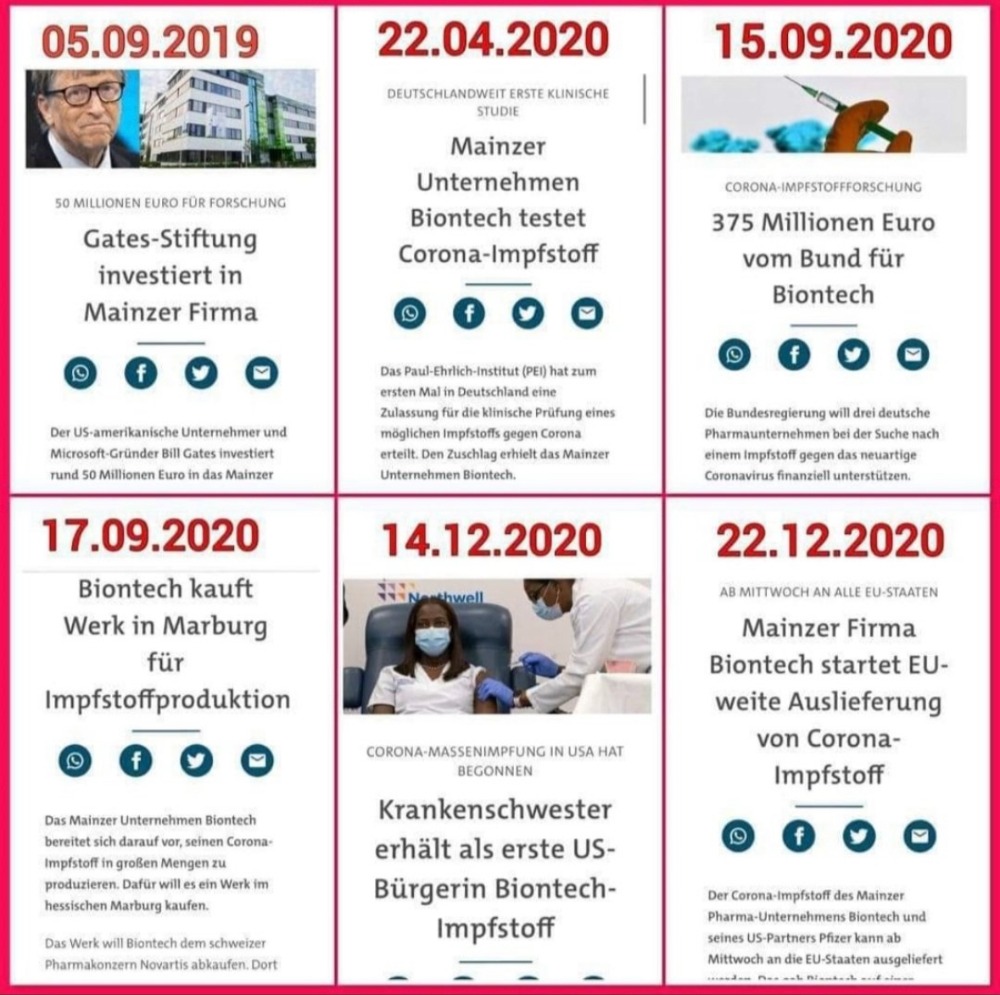 05.09.2019
50 MILLIONEN EURO FÜR FORSCHUNG
Gates-Stiftung
investiert in
Mainzer Firma
Der US-amerikanische Unternehmer und
Microsoft-Gründer Bill Gates investiert
rund 50 Millionen Euro in das Mainzer
22.04.2020
DEUTSCHLANDWEIT ERSTE KLINISCHE
STUDIE
Mainzer
Unternehmen
Biontech testet
Corona-Impfstoff
Das Paul-Ehrlich-Institut (PEI) hat zum
ersten Mal in Deutschland eine
Zulassung für die klinische Prüfung eines
möglichen Impfstoffs gegen Corona
erteilt. Den Zuschlag erhielt das Mainzer
Unternehmen Biontech.
15.09.2020
CORONA-IMPFSTOFFFORSCHUNG
375 Millionen Euro
vom Bund für
Biontech
Die Bundesregierung will drei deutsche
Pharmaunternehmen bei der Suche nach
einem Impfstoff gegen das neuartige
Coronavirus finanziell unterstützen.
17.09.2020
Biontech kauft
Werk in Marburg
für
Impfstoffproduktion
Das Mainzer Unternehmen Biontech
bereitet sich darauf vor, seinen Corona-
Impfstoff in großen Mengen zu
produzieren. Dafür will es ein Werk im
hessischen Marburg kaufen.
Das Werk will Biontech dem schweizer
Pharmakonzern Novartis abkaufen. Dort
14.12.2020
Northwell
CORONA-MASSENIMPFUNG IN USA HAT
BEGONNEN
Krankenschwester
erhält als erste US-
Bürgerin Biontech-
Impfstoff
22.12.2020
AB MITTWOCH AN ALLE EU-STAATEN
Mainzer Firma
Biontech startet EU-
weite Auslieferung
von Corona-
Impfstoff
Der Corona-Impfstoff des Mainzer
Pharma-Unternehmens Biontech und
seines US-Partners Pfizer kann ab
Mittwoch an die EU-Staaten ausgeliefert